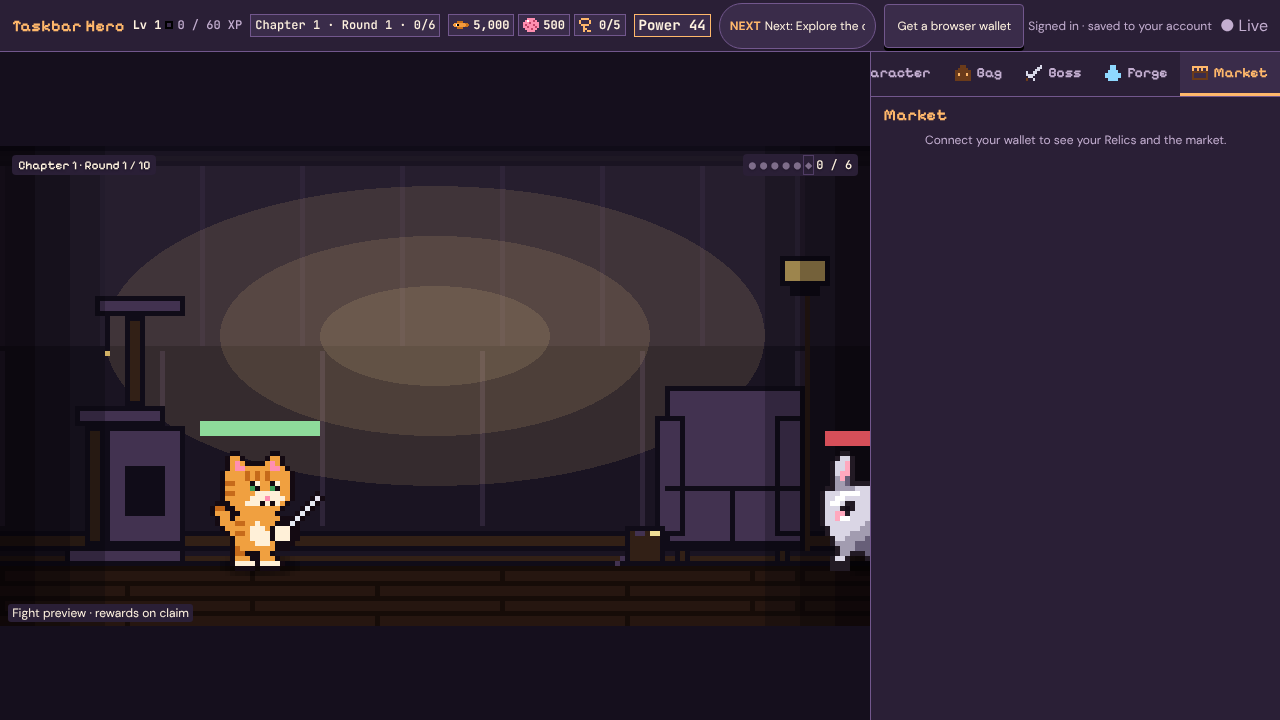 Taskbar Hero Lv 1 0 / 60 XP Chapter 1 · Round 1 · 0/6 5,000 500 0/5 Power 44 NEXT Next: Explore the Get a browser wallet Signed in · saved to your account Live
aracter Bag Boss Forge Market
Market
Connect your wallet to see your Relics and the market.
Chapter 1 · Round 1 / 10
0 / 6
Fight preview · rewards on claim